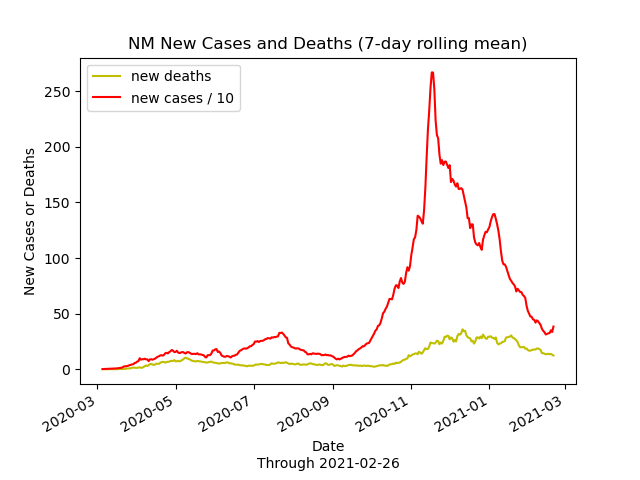 NM New Cases and Deaths (7-day rolling mean)
new deaths
new cases / 10
250
200
150
100
50
0
New Cases or Deaths
2020-03
2020-05
2020-07
2020-09
2020-11
2021-01
2021-03
Date
Through 2021-02-26